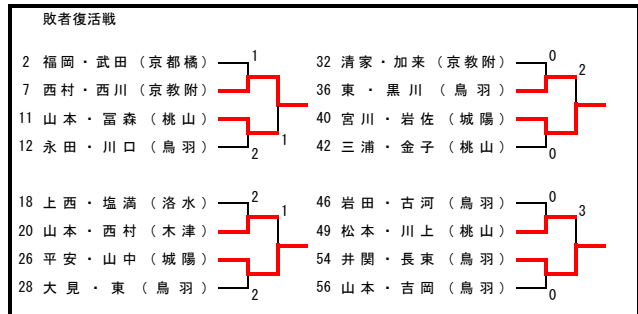 敗者復活戦
2 福岡・武田（京都橘） 1
7 西村・西川（京教附）
11 山本・冨森（桃山）
1
12 永田・川口（鳥羽） 2
18 上西・塩満（洛水） 2
1
20 山本・西村（木津）
26 平安・山中（城陽）
28 大見・東（鳥羽） 2
32 清家・加来（京教附） 0
2
36 東・黒川（鳥羽）
40 宮川・岩佐（城陽）
42 三浦・金子（桃山） 0
46 岩田・古河（鳥羽） 0
3
49 松本・川上（桃山）
54 井関・長東（鳥羽）
56 山本・吉岡（鳥羽） 0